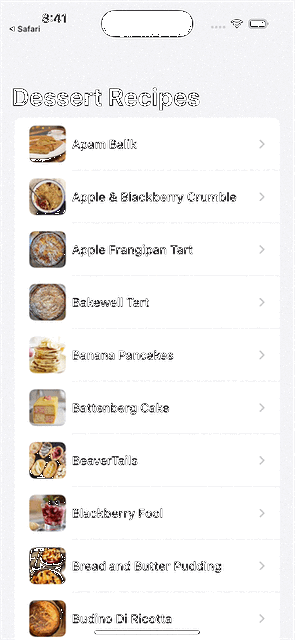 8:41
Safari
Dessert Recipes
Apam Balik
Apple & Blackberry Crumble
Apple Frangipan Tart
Bakewell Tart
Banana Pancakes
Battenberg Cake
BeaverTails
Blackberry Fool
Bread and Butter Pudding
Budino Di Ricotta